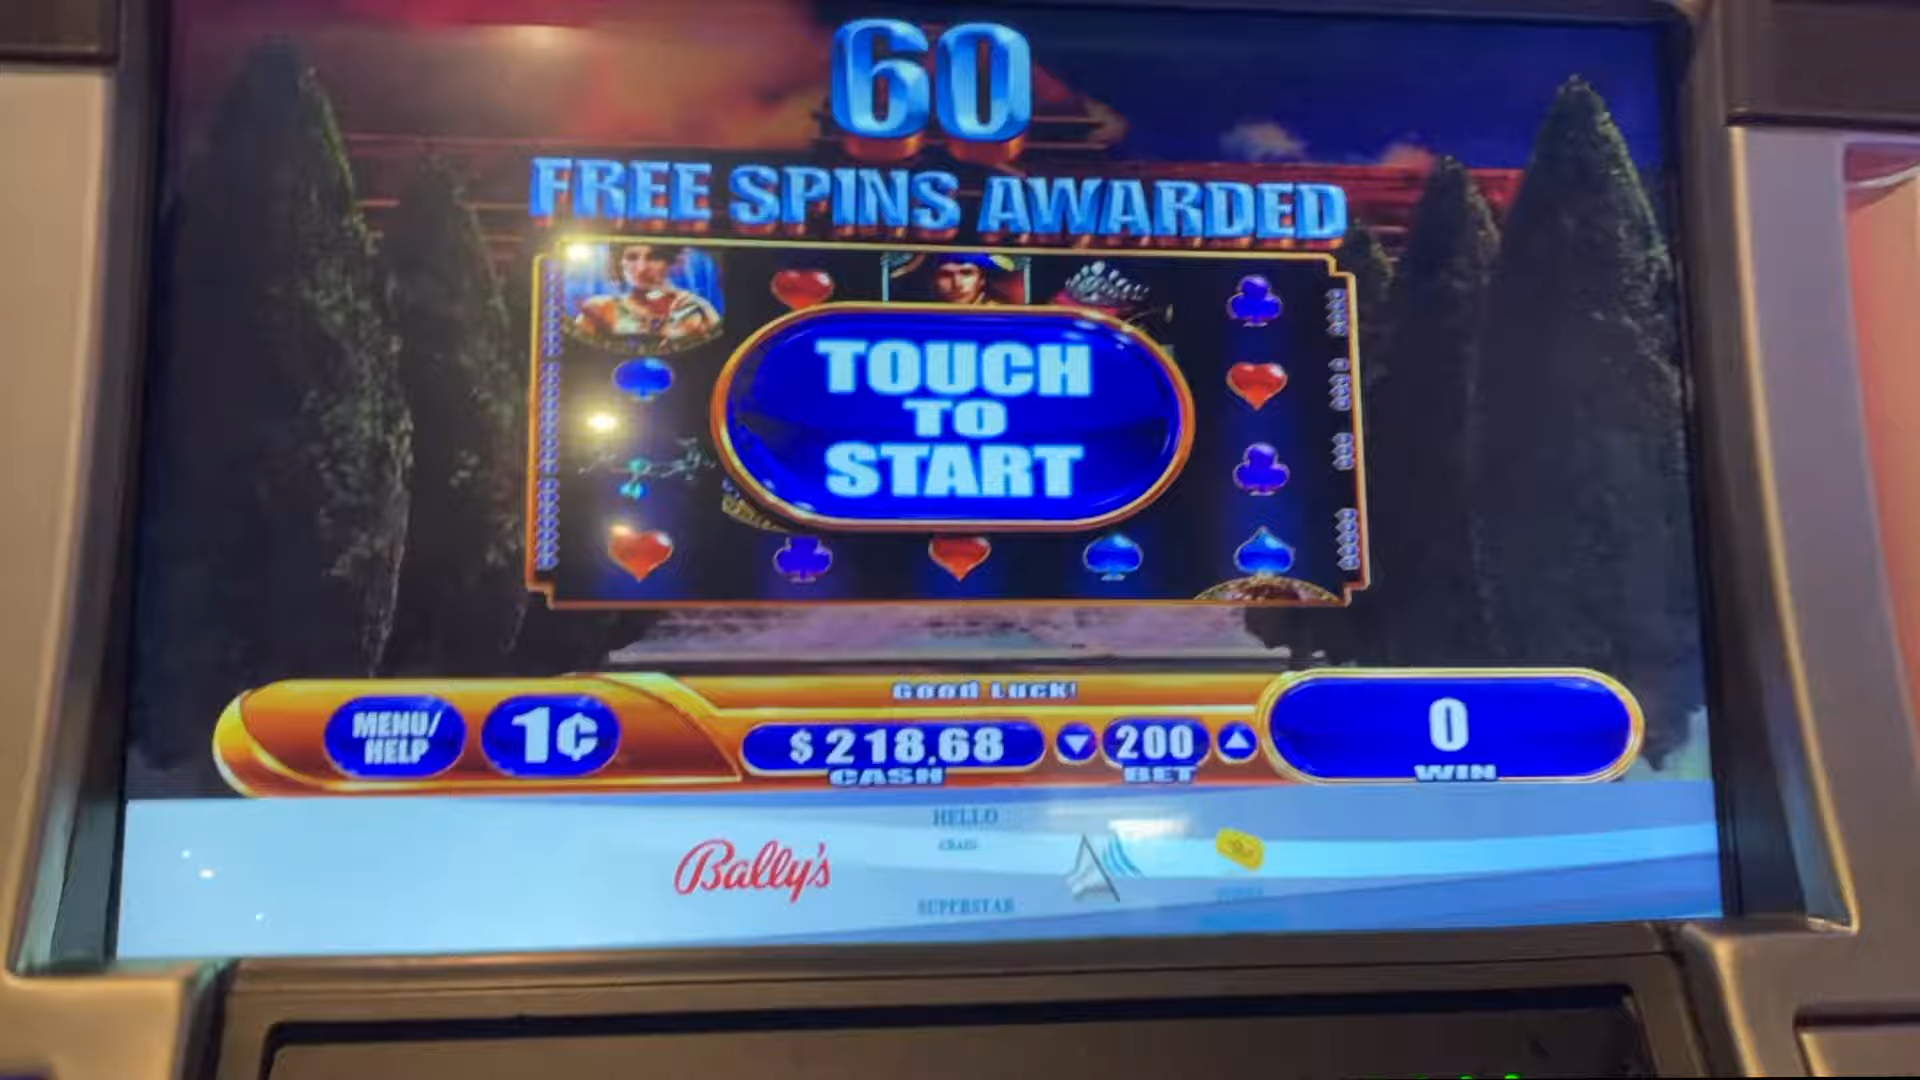 60
FREE SPINS AWARDED
TOUCH
TO
START
Good Luck!
MENU/
HELP
1¢
$218.68
CASH
200
BET
0
WIN
Bally's
HELLO
CRAIG
SUPERSTAR